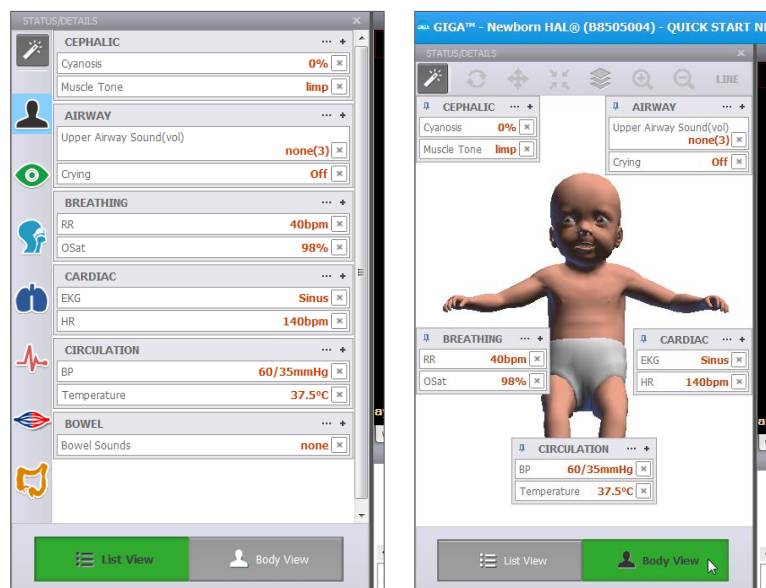 STATUS/DETAILS
CEPHALIC
Cyanosis 0%
Muscle Tone limp
AIRWAY
Upper Airway Sound(vol)
none(3)
Crying Off
BREATHING
RR 40bpm
OSat 98%
CARDIAC
EKG Sinus
HR 140bpm
CIRCULATION
BP 60/35mmHg
Temperature 37.5°C
BOWEL
Bowel Sounds none
List View Body View
GIGA™ - Newborn HAL® (B8505004) - QUICK START
STATUS/DETAILS
LINE
CEPHALIC
Cyanosis 0%
Muscle Tone limp
AIRWAY
Upper Airway Sound(vol)
none(3)
Crying Off
BREATHING
RR 40bpm
OSat 98%
CARDIAC
EKG Sinus
HR 140bpm
CIRCULATION
BP 60/35mmHg
Temperature 37.5°C
List View Body View